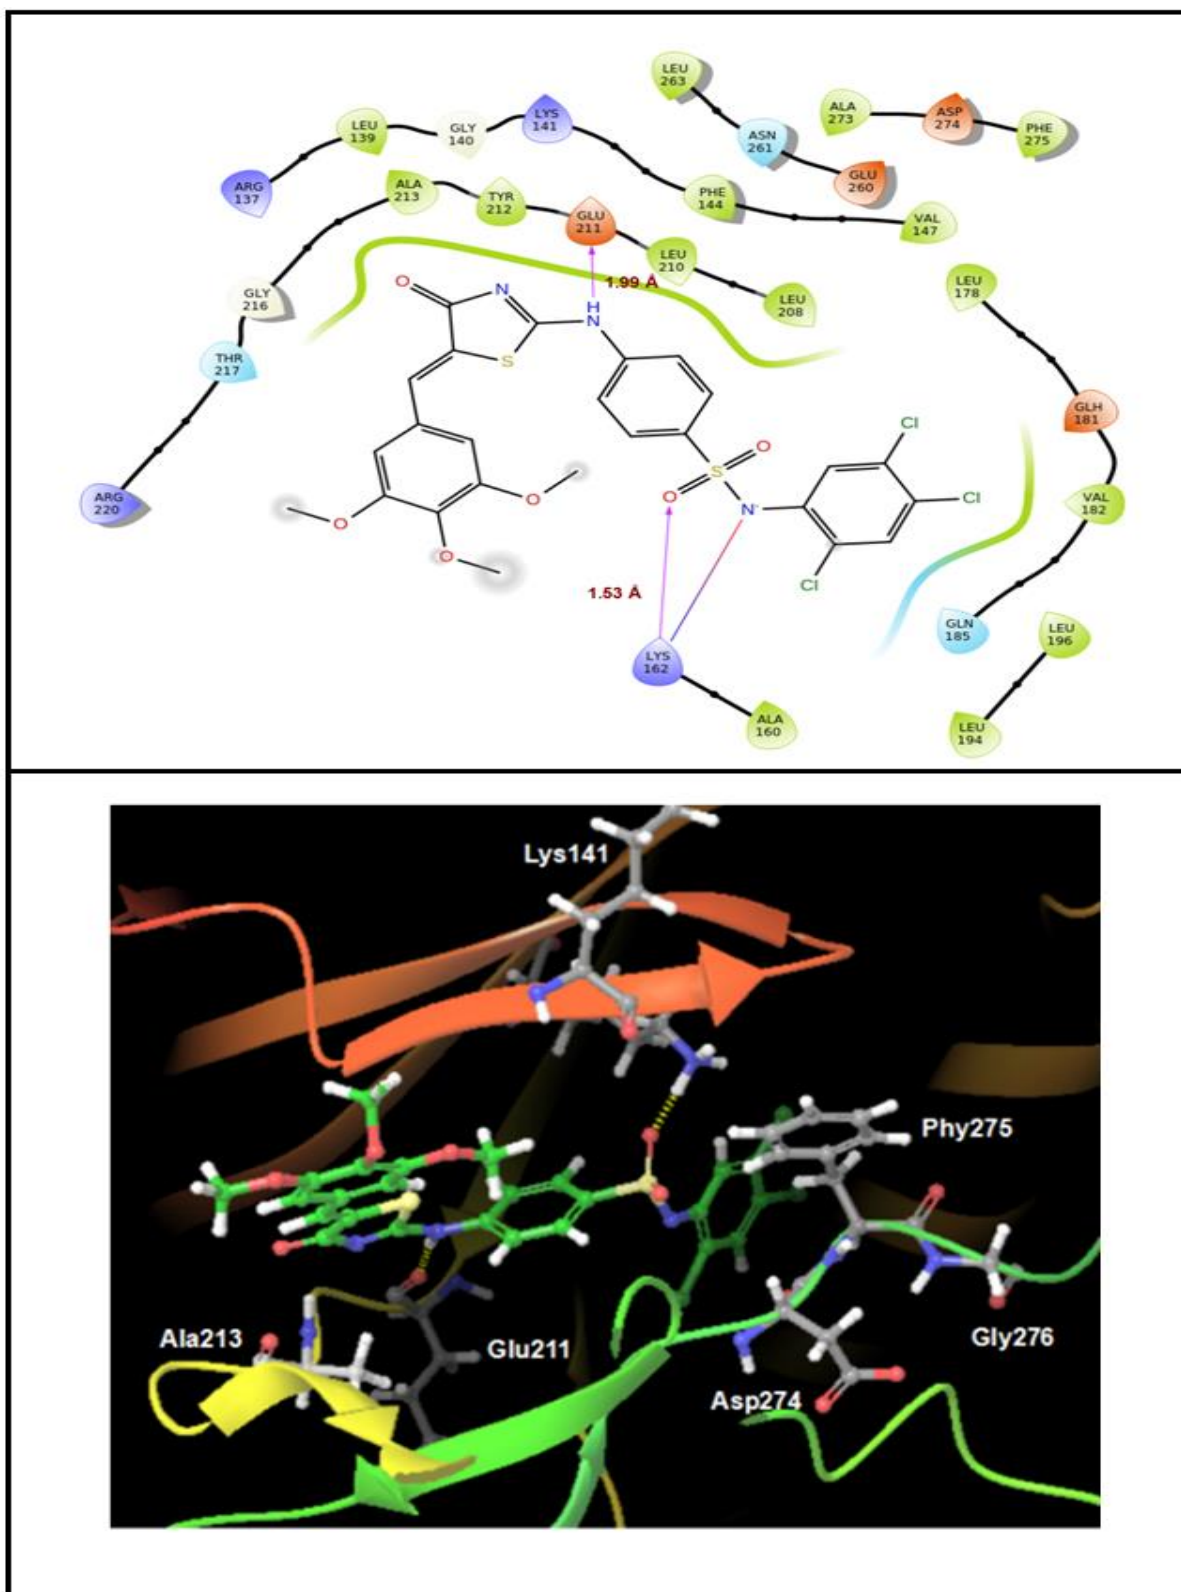 LEU
263
LEU
139
GLY
140
LYS
141
ASN
261
ALA
273
ASP
274
PHE
275
ARG
137
ALA
213
TYR
212
GLU
211
PHE
144
GLU
260
VAL
147
LEU
210
1.99 Å
LEU
208
LEU
178
GLY
216
THR
217
O
N
H
N
S
GLH
181
Cl
O
S
Cl
ARG
220
O
O
O
O
N-
VAL
182
Cl
1.53 Å
GLN
185
LEU
196
LYS
162
ALA
160
LEU
194
Lys141
Phy275
Ala213
Glu211
Gly276
Asp274